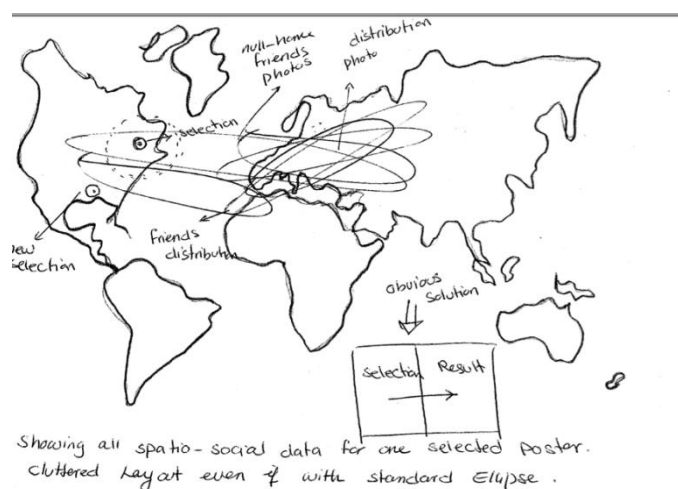 null-home
friends
photos
distribution
photo
selection
new
selection
friends
distribution
obvious
solution
selection
Result
Showing all spatio-social data for one selected Poster.
Cluttered Layout even if with standard Elipse.